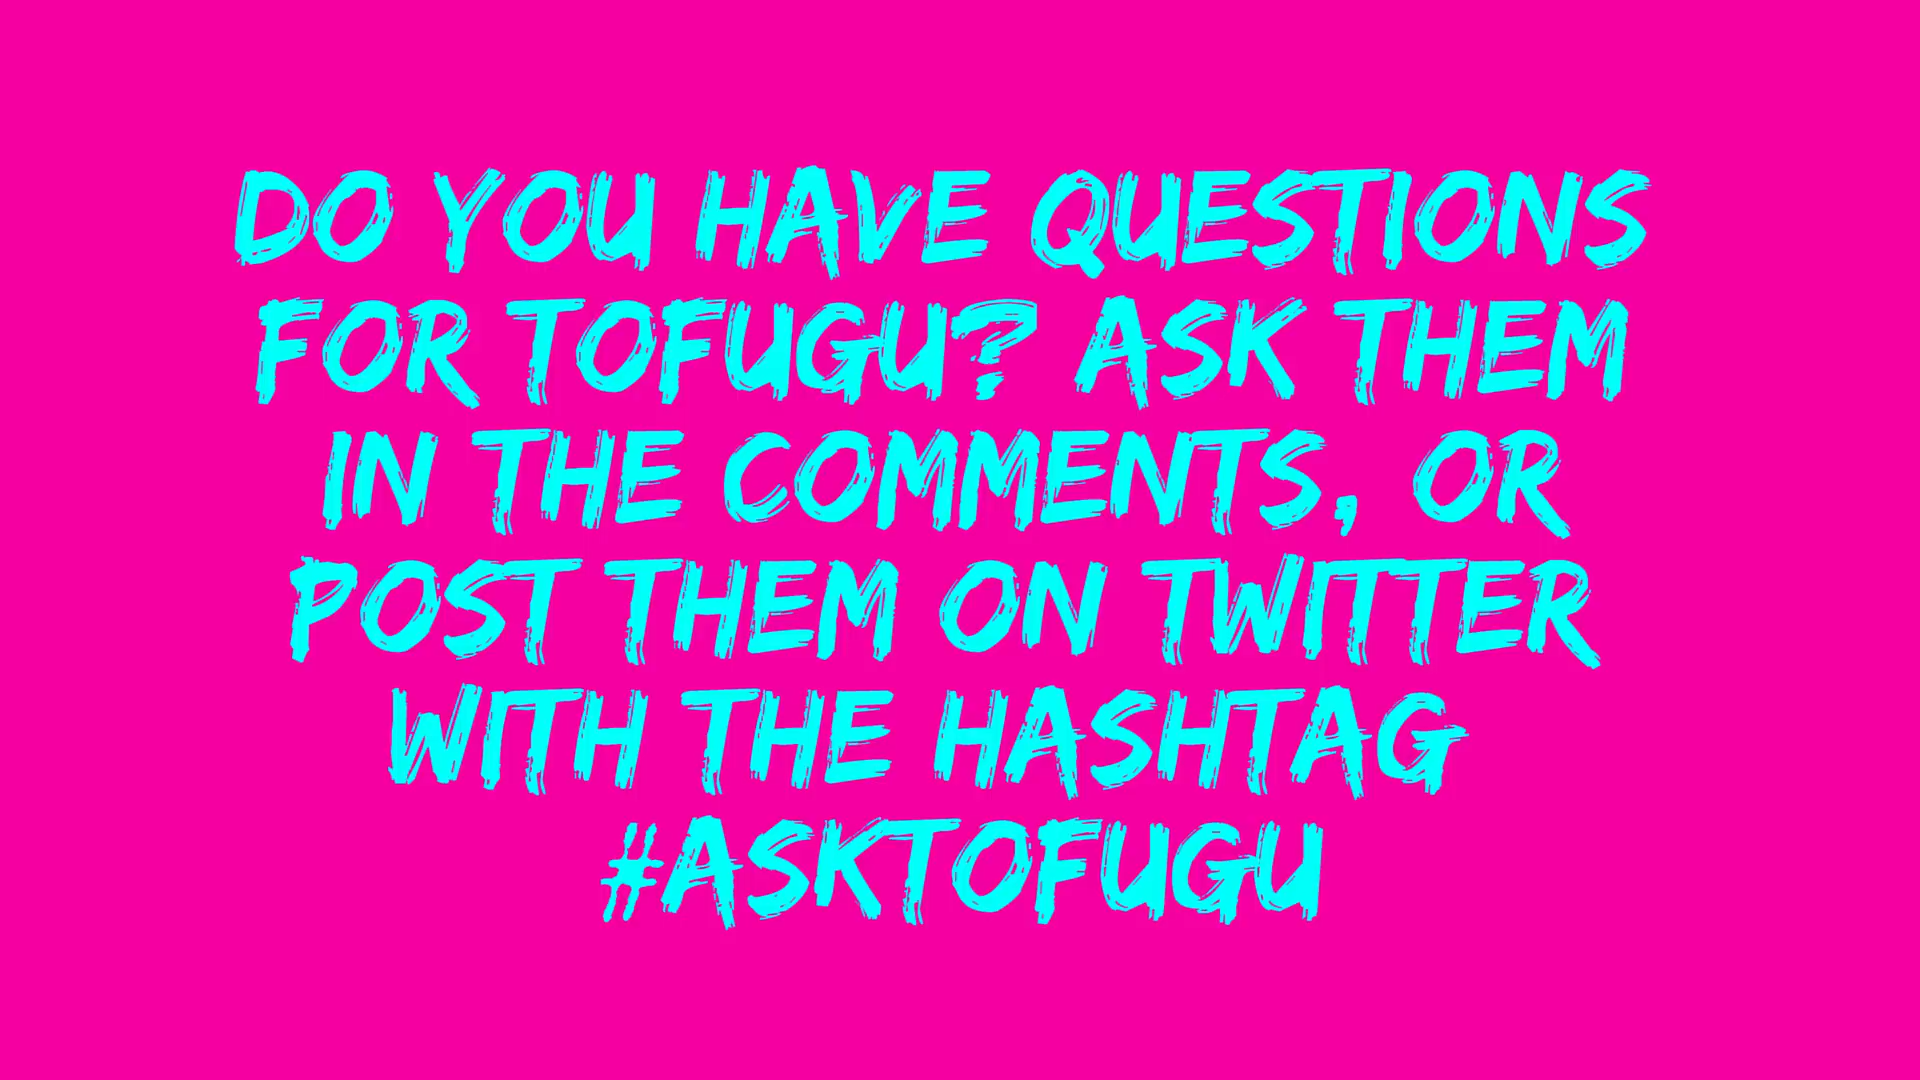 DO YOU HAVE QUESTIONS
FOR TOFUGU? ASK THEM
IN THE COMMENTS, OR
POST THEM ON TWITTER
WITH THE HASHTAG
#ASKTOFUGU